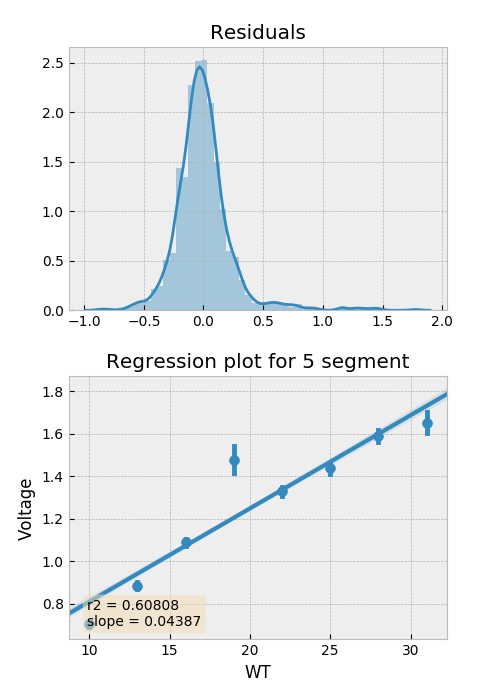 Residuals
2.5
2.0
1.5
1.0
0.5
0.0
−1.0 −0.5 0.0 0.5 1.0 1.5 2.0
Regression plot for 5 segment
1.8
1.6
1.4
1.2
1.0
0.8
Voltage
r2 = 0.60808
slope = 0.04387
10 15 20 25 30
WT